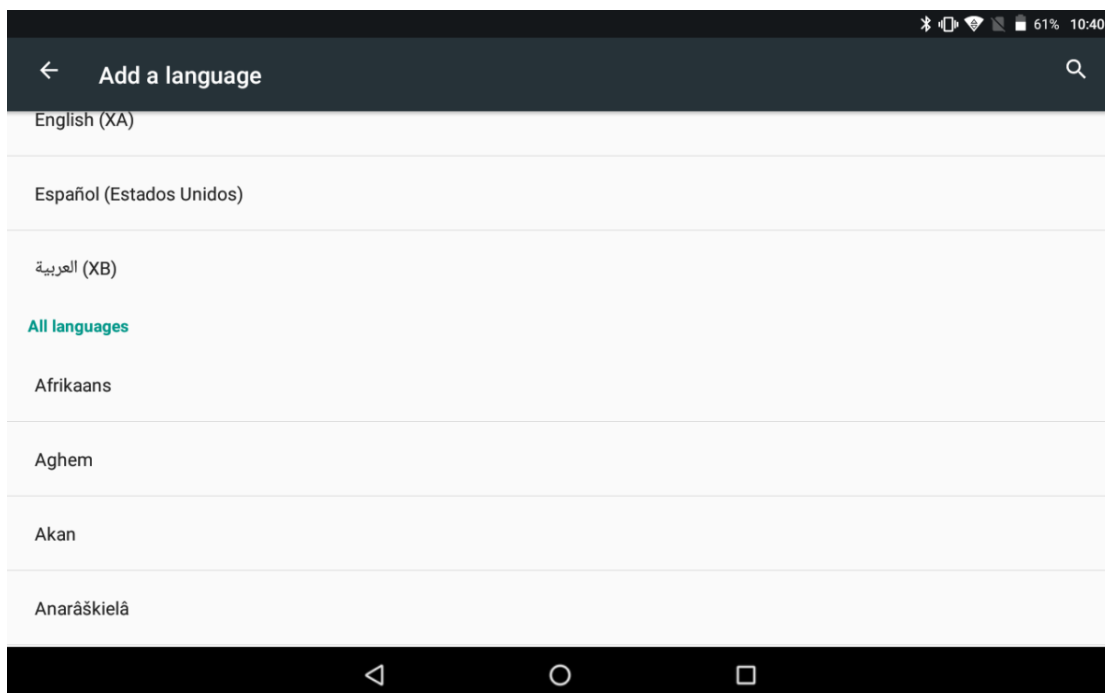 61% 10:40
Add a language
English (XA)
Español (Estados Unidos)
العربية (XB)
All languages
Afrikaans
Aghem
Akan
Anarâškielâ